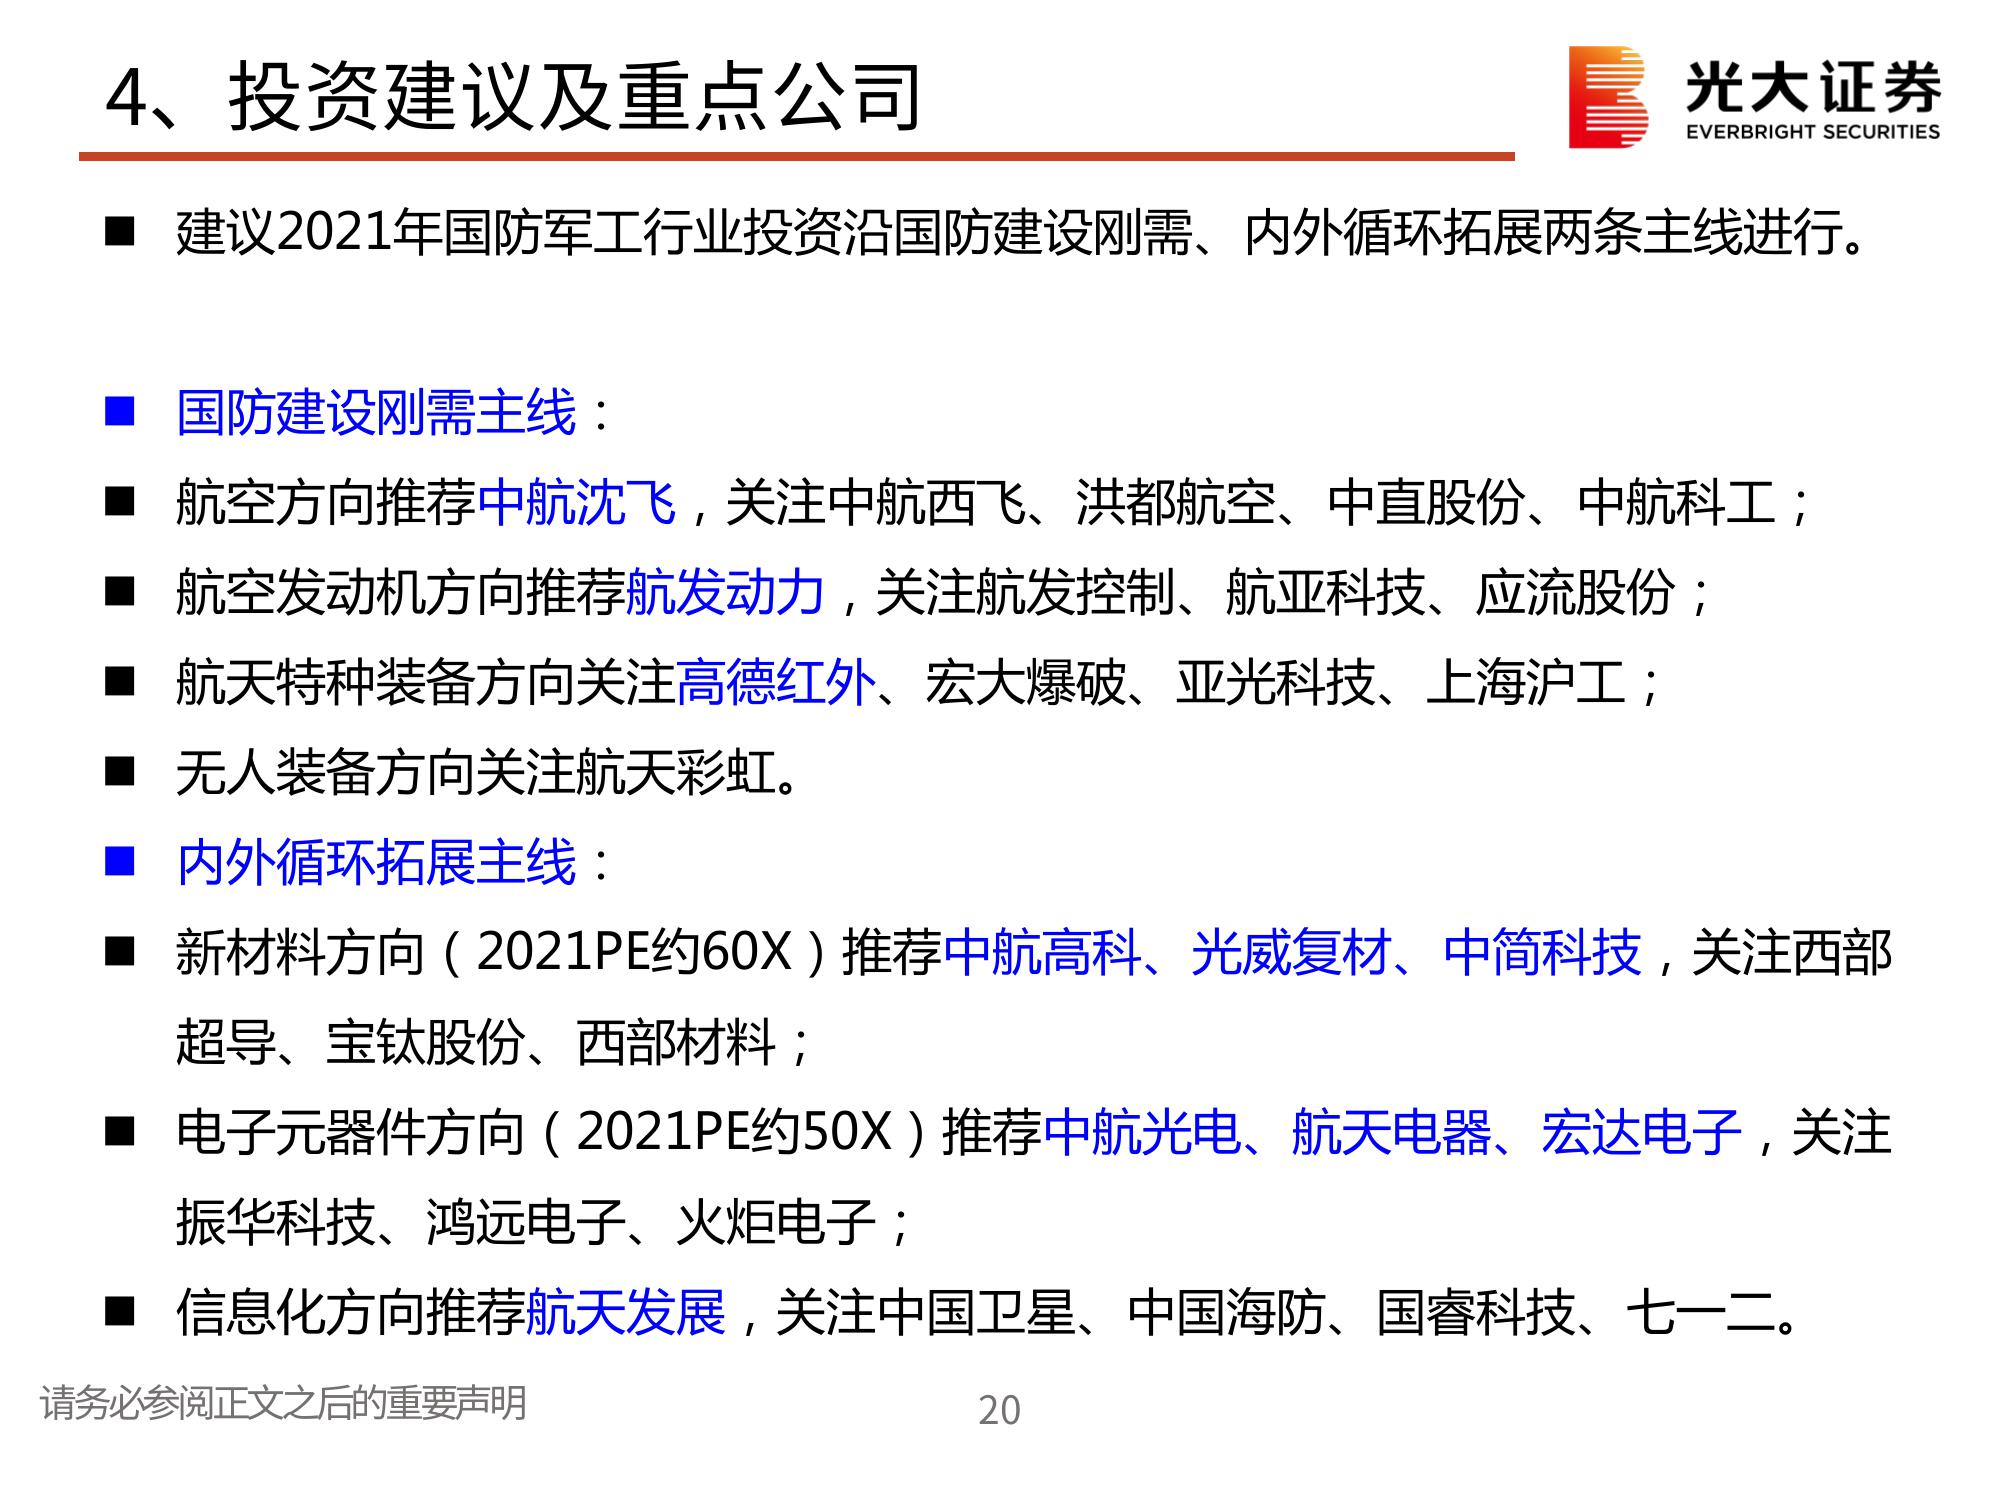 4、投资建议及重点公司
光大证券
EVERBRIGHT SECURITIES
■ 建议2021年国防军工行业投资沿国防建设刚需、内外循环拓展两条主线进行。
■ 国防建设刚需主线：
■ 航空方向推荐中航沈飞，关注中航西飞、洪都航空、中直股份、中航科工；
■ 航空发动机方向推荐航发动力，关注航发控制、航亚科技、应流股份；
■ 航天特种装备方向关注高德红外、宏大爆破、亚光科技、上海沪工；
■ 无人装备方向关注航天彩虹。
■ 内外循环拓展主线：
■ 新材料方向（2021PE约60X）推荐中航高科、光威复材、中简科技，关注西部
超导、宝钛股份、西部材料；
■ 电子元器件方向（2021PE约50X）推荐中航光电、航天电器、宏达电子，关注
振华科技、鸿远电子、火炬电子；
■ 信息化方向推荐航天发展，关注中国卫星、中国海防、国睿科技、七一二。
请务必参阅正文之后的重要声明
20